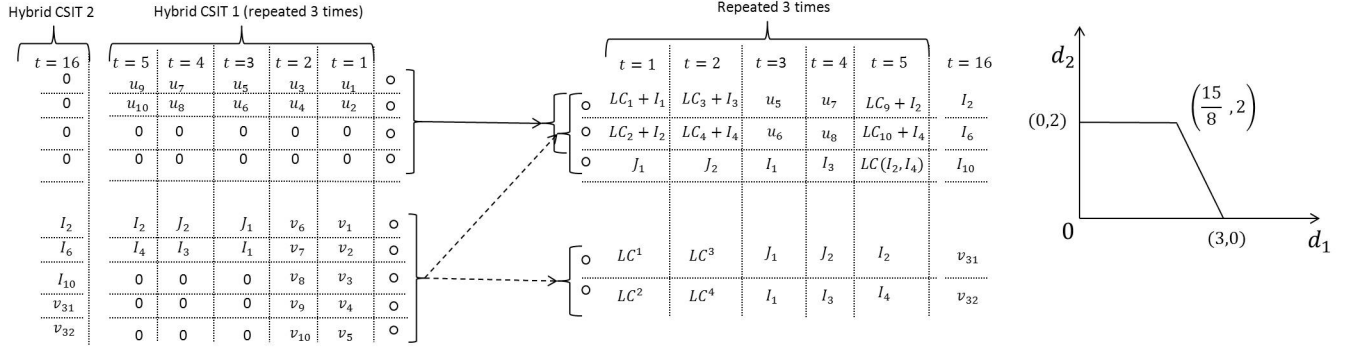 Hybrid CSIT 2
Hybrid CSIT 1 (repeated 3 times)
t = 16 t = 5 t = 4 t =3 t = 2 t = 1
0 u₉ u₇ u₅ u₃ u₁
0 u₁₀ u₈ u₆ u₄ u₂
0 0 0 0 0 0
0 0 0 0 0 0
I₂ I₂ J₂ J₁ v₆ v₁
I₆ I₄ I₃ I₁ v₇ v₂
I₁₀ 0 0 0 v₈ v₃
v₃₁ 0 0 0 v₉ v₄
v₃₂ 0 0 0 v₁₀ v₅
Repeated 3 times
t = 1 t = 2 t =3 t = 4 t = 5 t = 16
LC₁ + I₁ LC₃ + I₃ u₅ u₇ LC₉ + I₂ I₂
LC₂ + I₂ LC₄ + I₄ u₆ u₈ LC₁₀ + I₄ I₆
J₁ J₂ I₁ I₃ LC(I₂, I₄) I₁₀
LC¹ LC³ J₁ J₂ I₂ v₃₁
LC² LC⁴ I₁ I₃ I₄ v₃₂
d₂
(15/8 , 2)
(0,2)
0
(3,0)
d₁